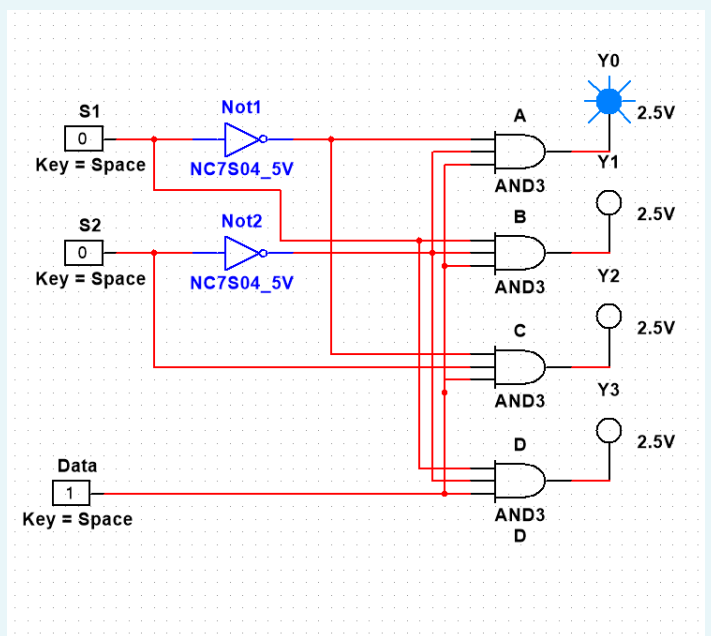 Y0
S1
Not1
A
2.5V
0
Key = Space
NC7S04_5V
Y1
AND3
S2
Not2
B
2.5V
0
Key = Space
NC7S04_5V
Y2
AND3
C
2.5V
Y3
AND3
D
2.5V
Data
1
Key = Space
AND3
D